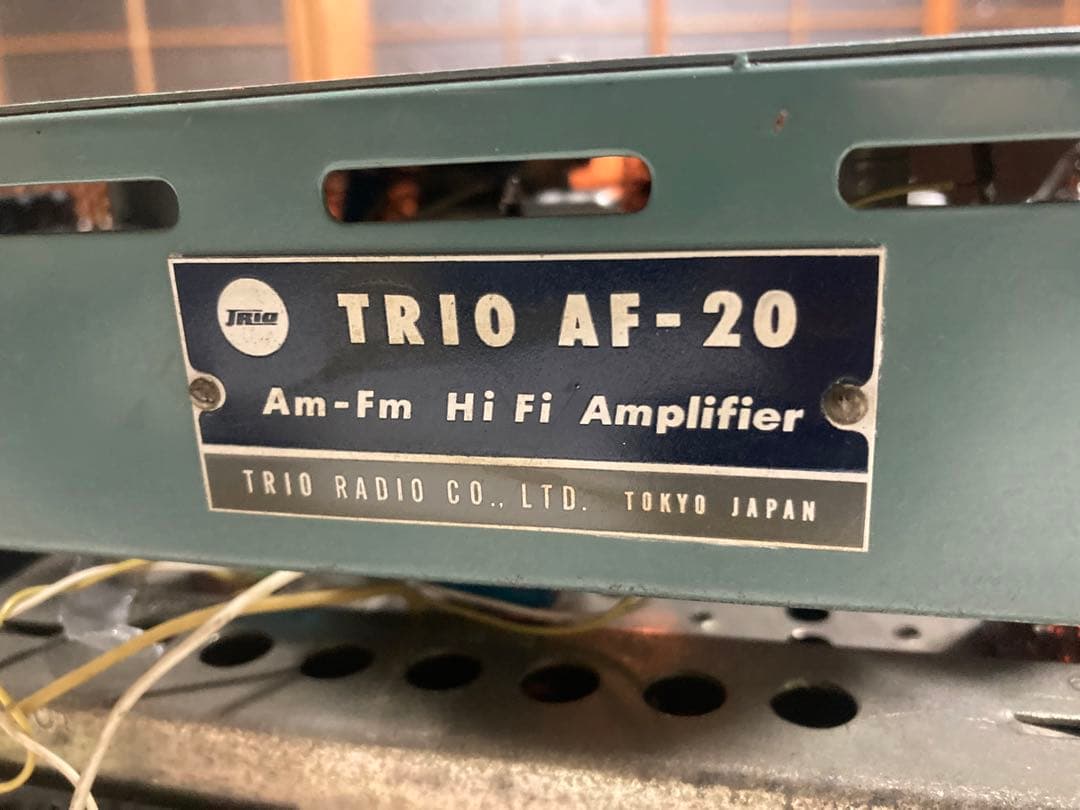 TRIO
TRIO AF-20
Am-Fm Hi Fi Amplifier
TRIO RADIO CO., LTD. TOKYO JAPAN